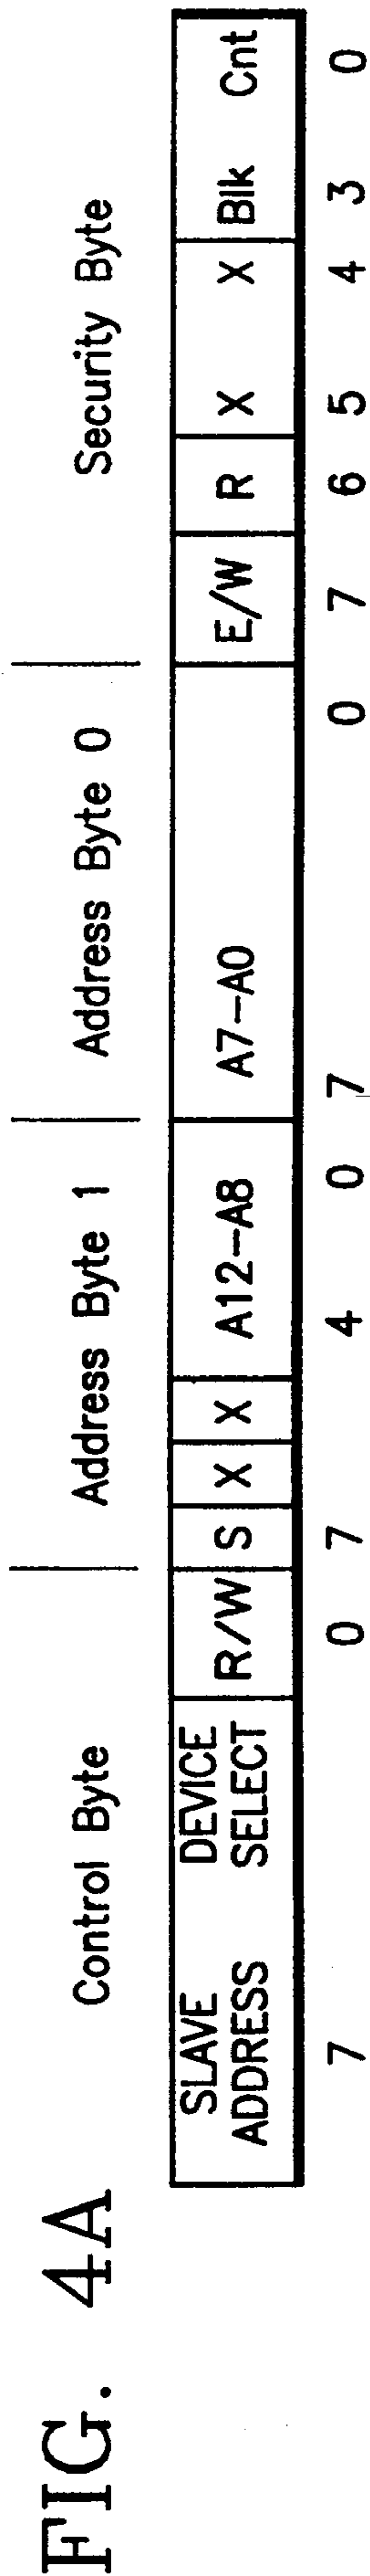 FIG. 4A
Control Byte Address Byte 1 Address Byte 0 Security Byte
SLAVE ADDRESS DEVICE SELECT R/W S X X A12-A8 A7-A0 E/W R X X Blk Cnt
7 0 7 4 0 7 0 7 6 5 4 3 0